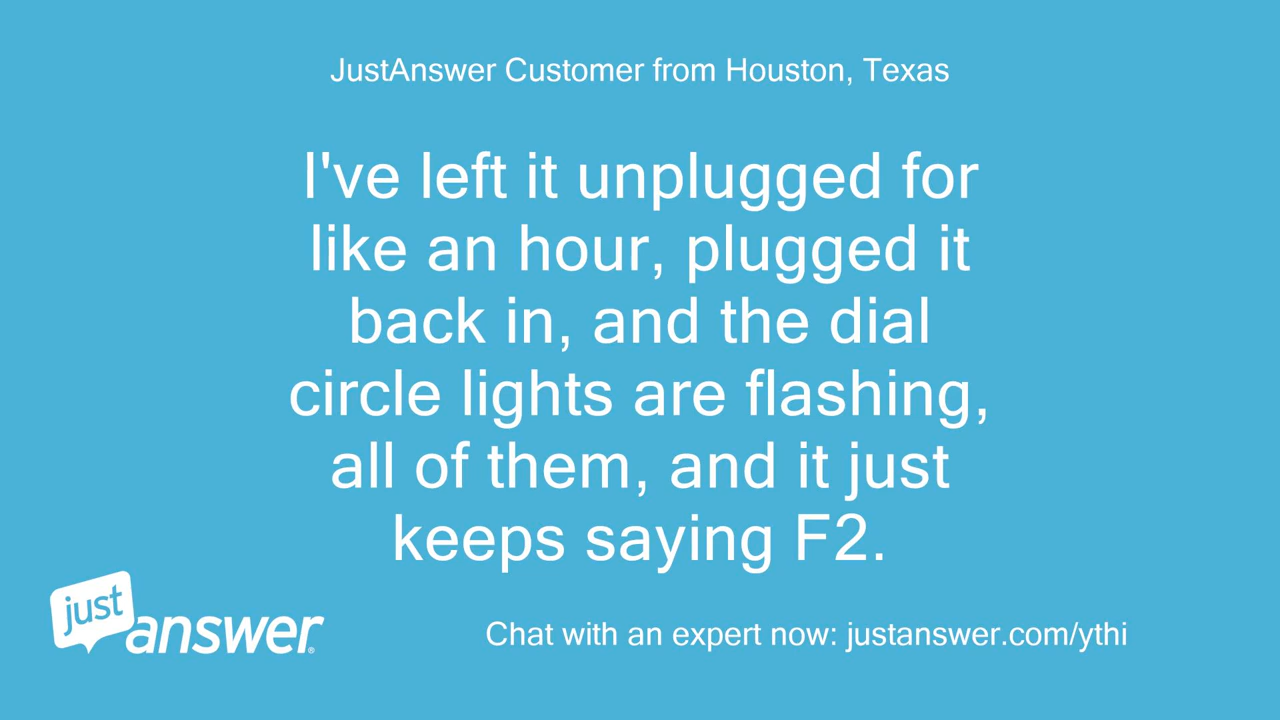 JustAnswer Customer from Houston, Texas
I've left it unplugged for
like an hour, plugged it
back in, and the dial
circle lights are flashing,
all of them, and it just
keeps saying F2.
just
answer®
Chat with an expert now: justanswer.com/ythi